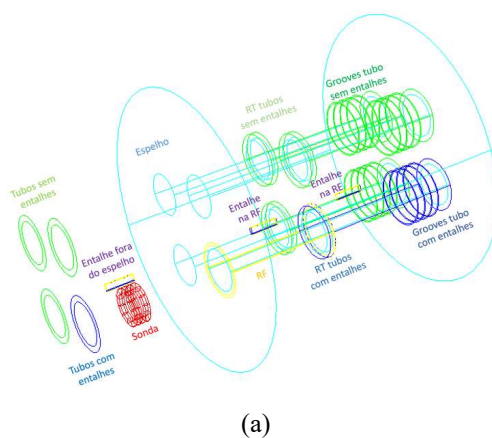 Grooves tubo
sem entalhes
RT tubos
sem entalhes
Espelho
Tubos sem
entalhes
Entalhe
na RE
Entalhe
na RF
Entalhe fora
do espelho
Grooves tubo
com entalhes
RF
RT tubos
com entalhes
Sonda
Tubos com
entalhes
(a)